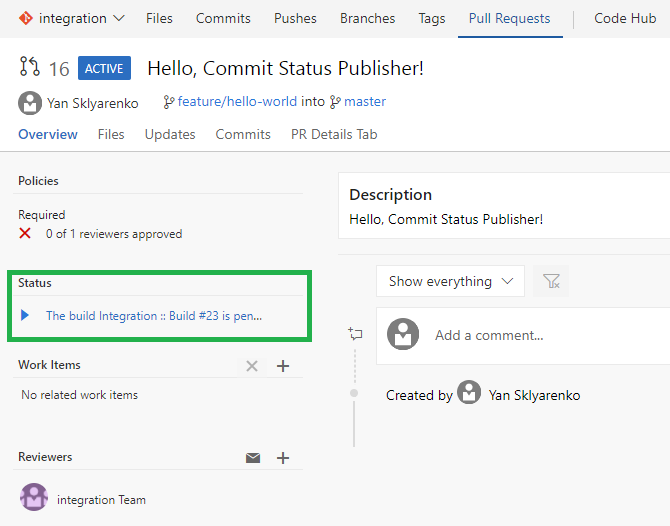 integration Files Commits Pushes Branches Tags Pull Requests Code Hub
16 ACTIVE Hello, Commit Status Publisher!
Yan Sklyarenko feature/hello-world into master
Overview Files Updates Commits PR Details Tab
Policies
Required
0 of 1 reviewers approved
Status
The build Integration :: Build #23 is pen...
Work Items
No related work items
Reviewers
integration Team
Description
Hello, Commit Status Publisher!
Show everything
Add a comment...
Created by Yan Sklyarenko